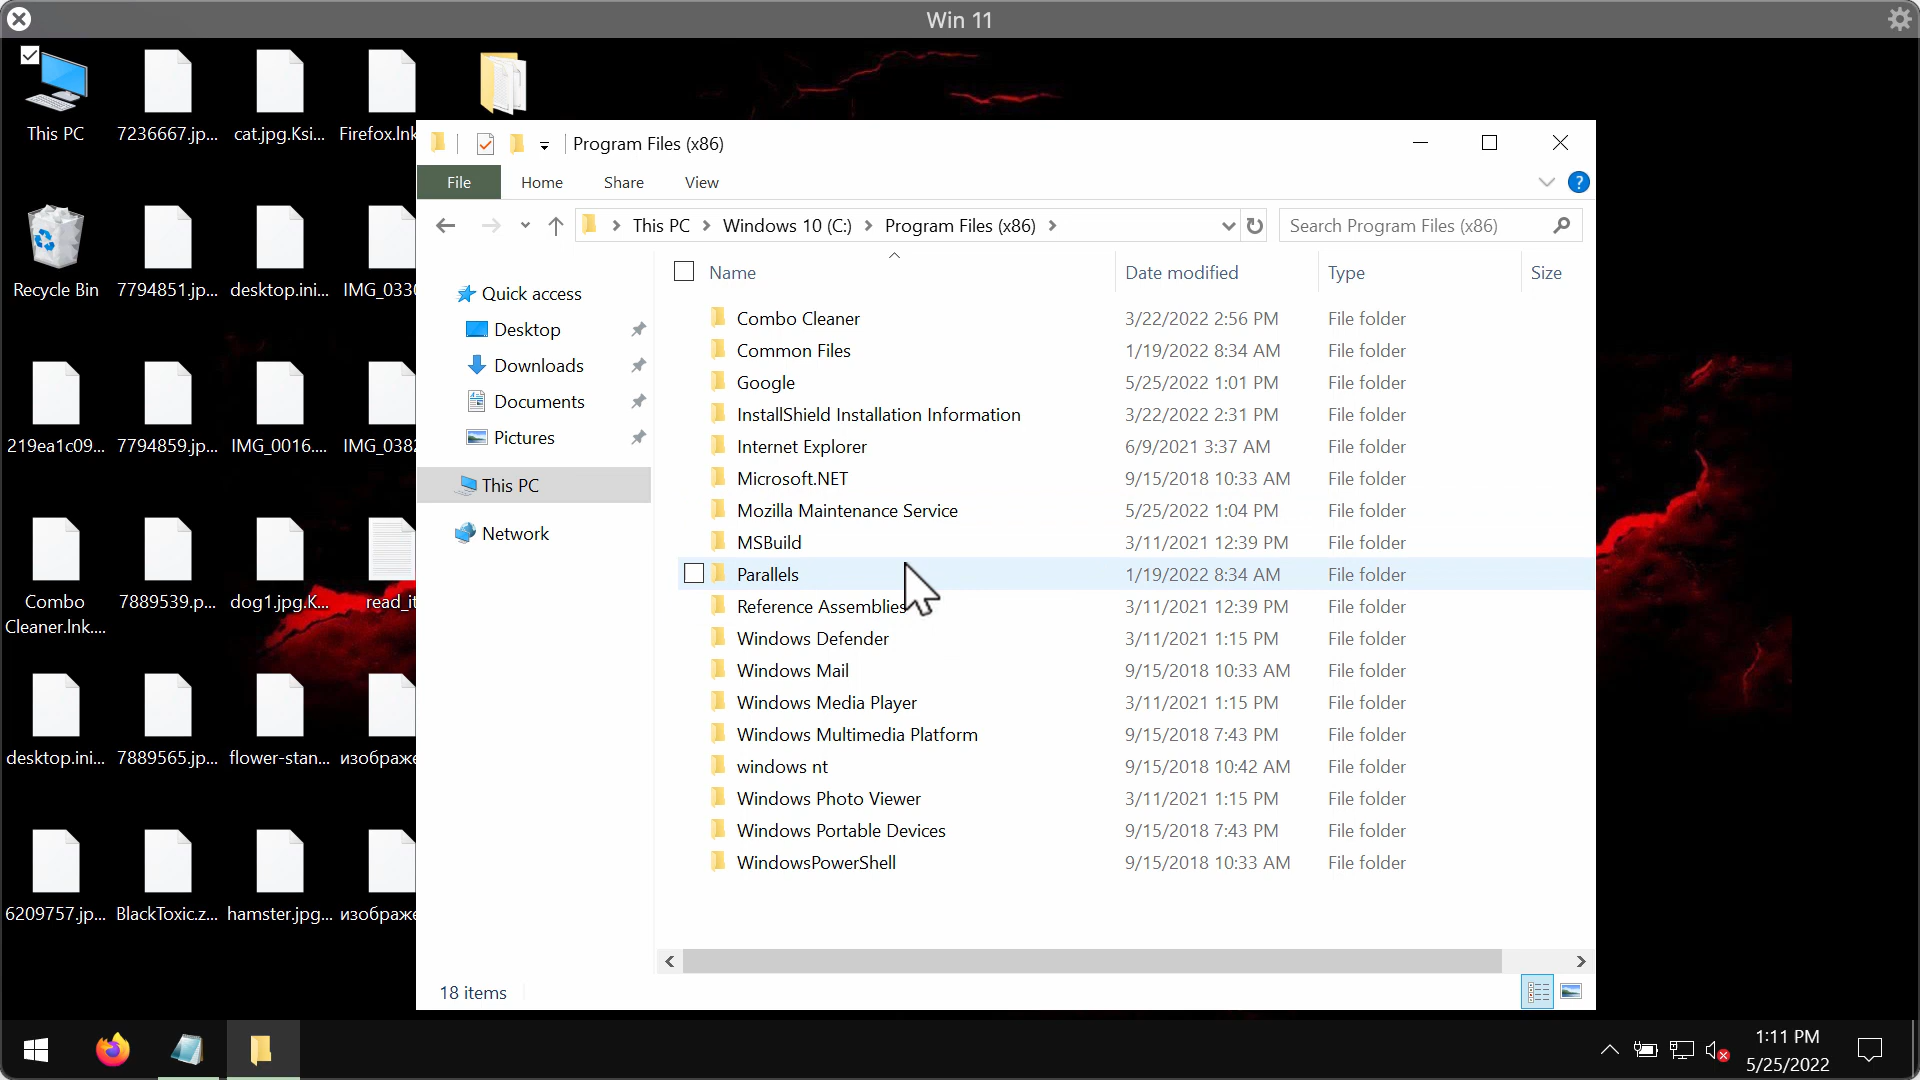 Win 11
This PC
7236667.jp...
cat.jpg.Ksi...
Firefox.lnk
Recycle Bin
7794851.jp...
desktop.ini...
IMG_0330
219ea1c09...
7794859.jp...
IMG_0016....
IMG_0382
Combo
Cleaner.lnk....
7889539.p...
dog1.jpg.K...
read_it
desktop.ini...
7889565.jp...
flower-stan...
изображе
6209757.jp...
BlackToxic.z...
hamster.jpg...
изображе
Program Files (x86)
File Home Share View
This PC > Windows 10 (C:) > Program Files (x86) >
Search Program Files (x86)
Quick access
Desktop
Downloads
Documents
Pictures
This PC
Network
Name Date modified Type Size
Combo Cleaner 3/22/2022 2:56 PM File folder
Common Files 1/19/2022 8:34 AM File folder
Google 5/25/2022 1:01 PM File folder
InstallShield Installation Information 3/22/2022 2:31 PM File folder
Internet Explorer 6/9/2021 3:37 AM File folder
Microsoft.NET 9/15/2018 10:33 AM File folder
Mozilla Maintenance Service 5/25/2022 1:04 PM File folder
MSBuild 3/11/2021 12:39 PM File folder
Parallels 1/19/2022 8:34 AM File folder
Reference Assemblies 3/11/2021 12:39 PM File folder
Windows Defender 3/11/2021 1:15 PM File folder
Windows Mail 9/15/2018 10:33 AM File folder
Windows Media Player 3/11/2021 1:15 PM File folder
Windows Multimedia Platform 9/15/2018 7:43 PM File folder
windows nt 9/15/2018 10:42 AM File folder
Windows Photo Viewer 3/11/2021 1:15 PM File folder
Windows Portable Devices 9/15/2018 7:43 PM File folder
WindowsPowerShell 9/15/2018 10:33 AM File folder
18 items
1:11 PM
5/25/2022